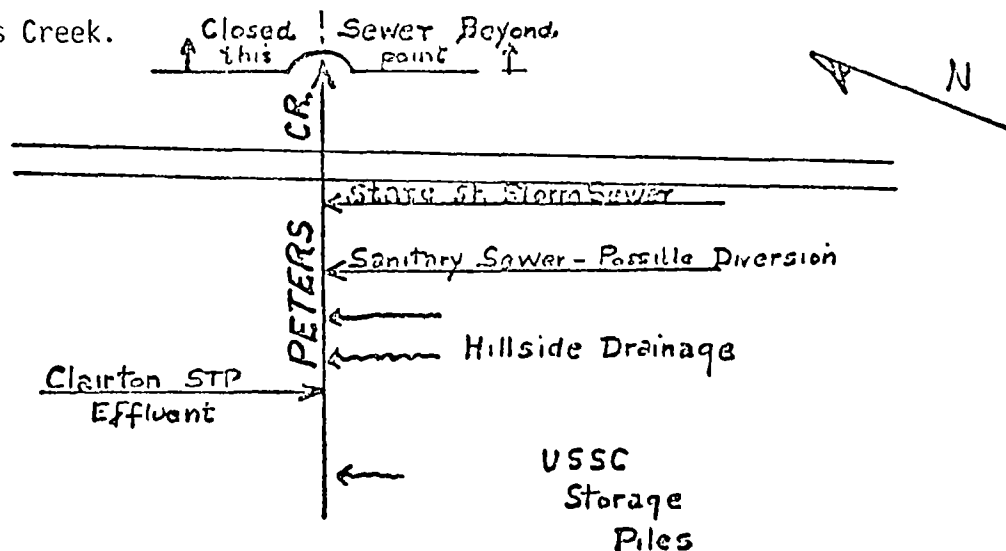 s Creek.
Closed Sewer Beyond
this point
N
CR.
State St. Storm Sewer
PETERS
Sanitary Sewer - Possible Diversion
Hillside Drainage
Clairton STP
Effluent
USSC
Storage
Piles